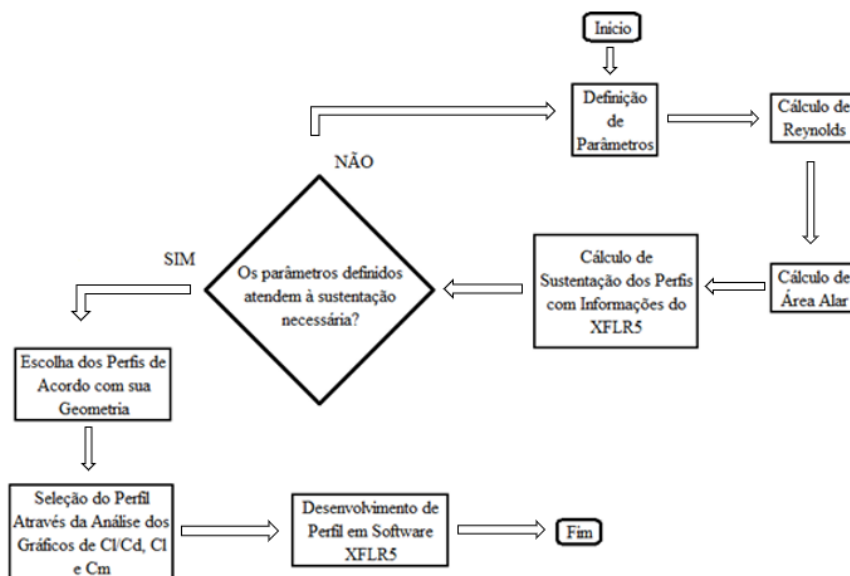 Inicio
Definição
de
Parâmetros
Cálculo de
Reynolds
Cálculo de
Área Alar
Cálculo de
Sustentação dos Perfis
com Informações do
XFLR5
Os parâmetros definidos
atendem à sustentação
necessária?
NÃO
SIM
Escolha dos Perfis de
Acordo com sua
Geometria
Seleção do Perfil
Através da Análise dos
Gráficos de Cl/Cd, Cl
e Cm
Desenvolvimento de
Perfil em Software
XFLR5
Fim